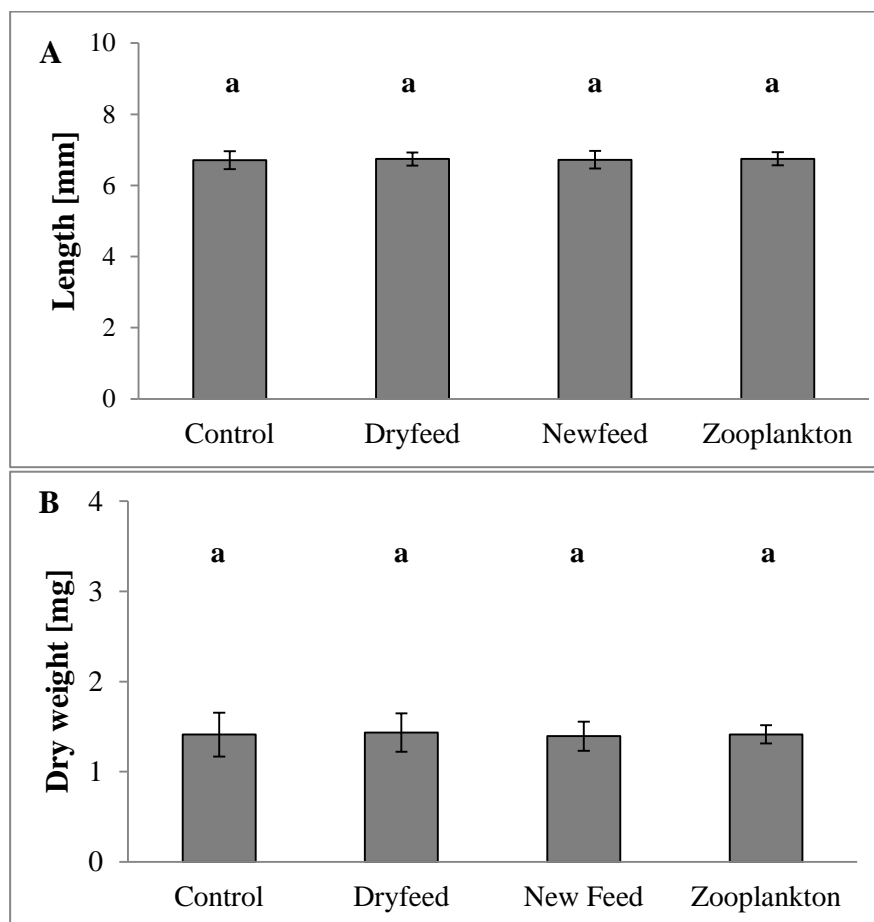 A
Length [mm]
10
8
6
4
2
0
a a a a
Control Dryfeed Newfeed Zooplankton
B
Dry weight [mg]
4
3
2
1
0
a a a a
Control Dryfeed New Feed Zooplankton